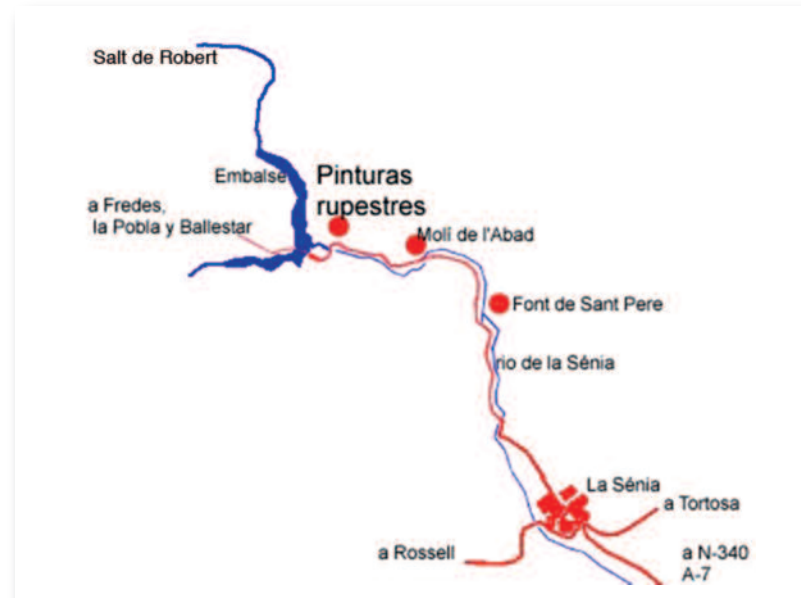 Salt de Robert
Embalse
Pinturas
rupestres
a Fredes,
la Pobla y Ballestar
Molí de l'Abad
Font de Sant Pere
rio de la Sénia
La Sénia
a Tortosa
a Rossell
a N-340
A-7